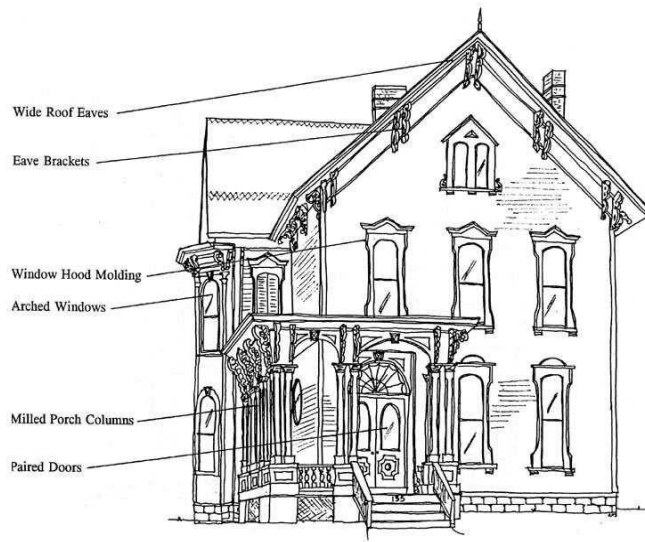 Wide Roof Eaves
Eave Brackets
Window Hood Molding
Arched Windows
Milled Porch Columns
Paired Doors
135